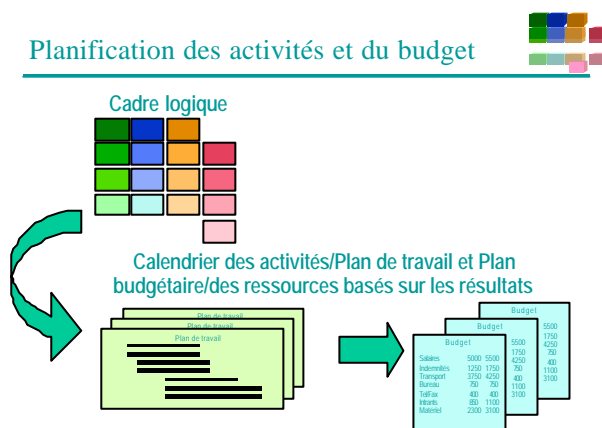 Planification des activités et du budget
Cadre logique
Calendrier des activités/Plan de travail et Plan
budgétaire/des ressources basés sur les résultats
Plan de travail
Plan de travail
Plan de travail
Budget
5500
1750
4250
750
400
1100
3100
Budget
5500
1750
4250
750
400
1100
3100
Budget
Salaires 5000 5500
Indemnités 1250 1750
Transport 3750 4250
Bureau 750 750
Tel/Fax 400 400
Intrants 850 1100
Matériel 2300 3100